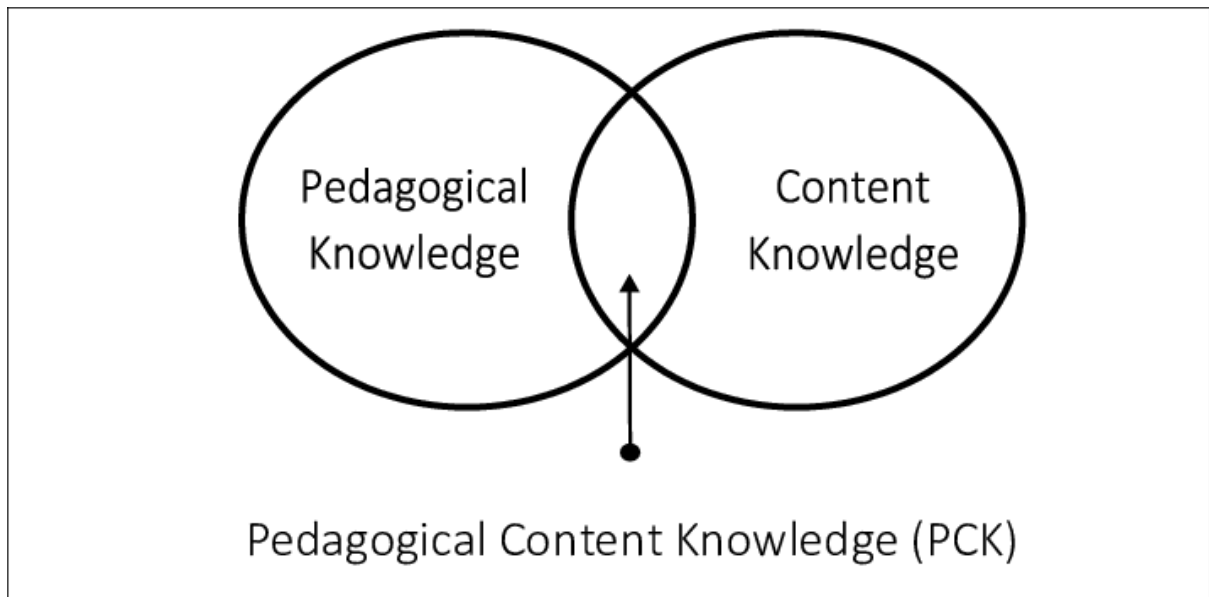 Pedagogical
Knowledge
Content
Knowledge
Pedagogical Content Knowledge (PCK)